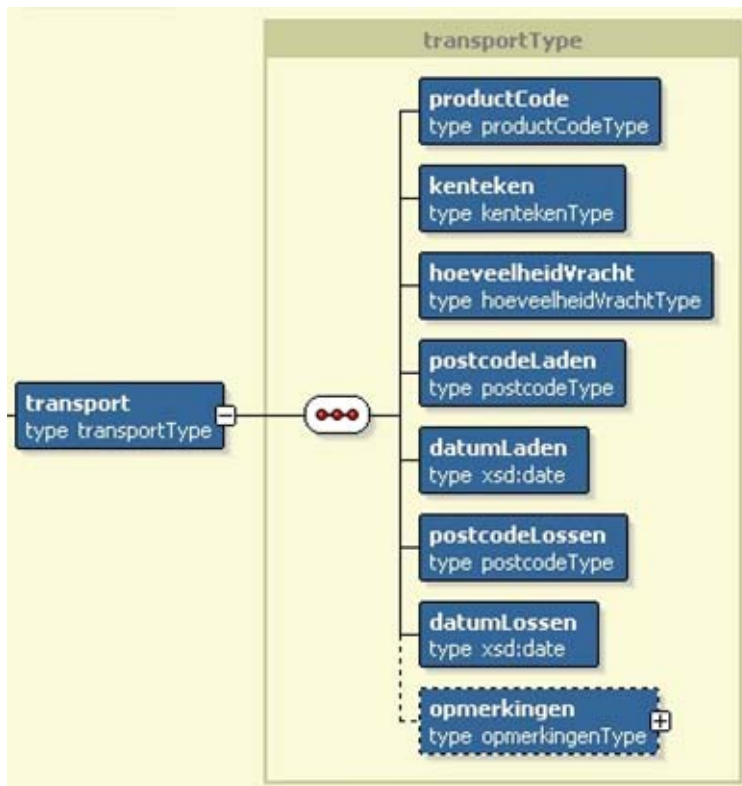 transportType
productCode
type productCodeType
kenteken
type kentekenType
hoeveelheidVracht
type hoeveelheidVrachtType
postcodeLaden
type postcodeType
transport
type transportType
datumLaden
type xsd:date
postcodeLossen
type postcodeType
datumLossen
type xsd:date
opmerkingen
type opmerkingenType